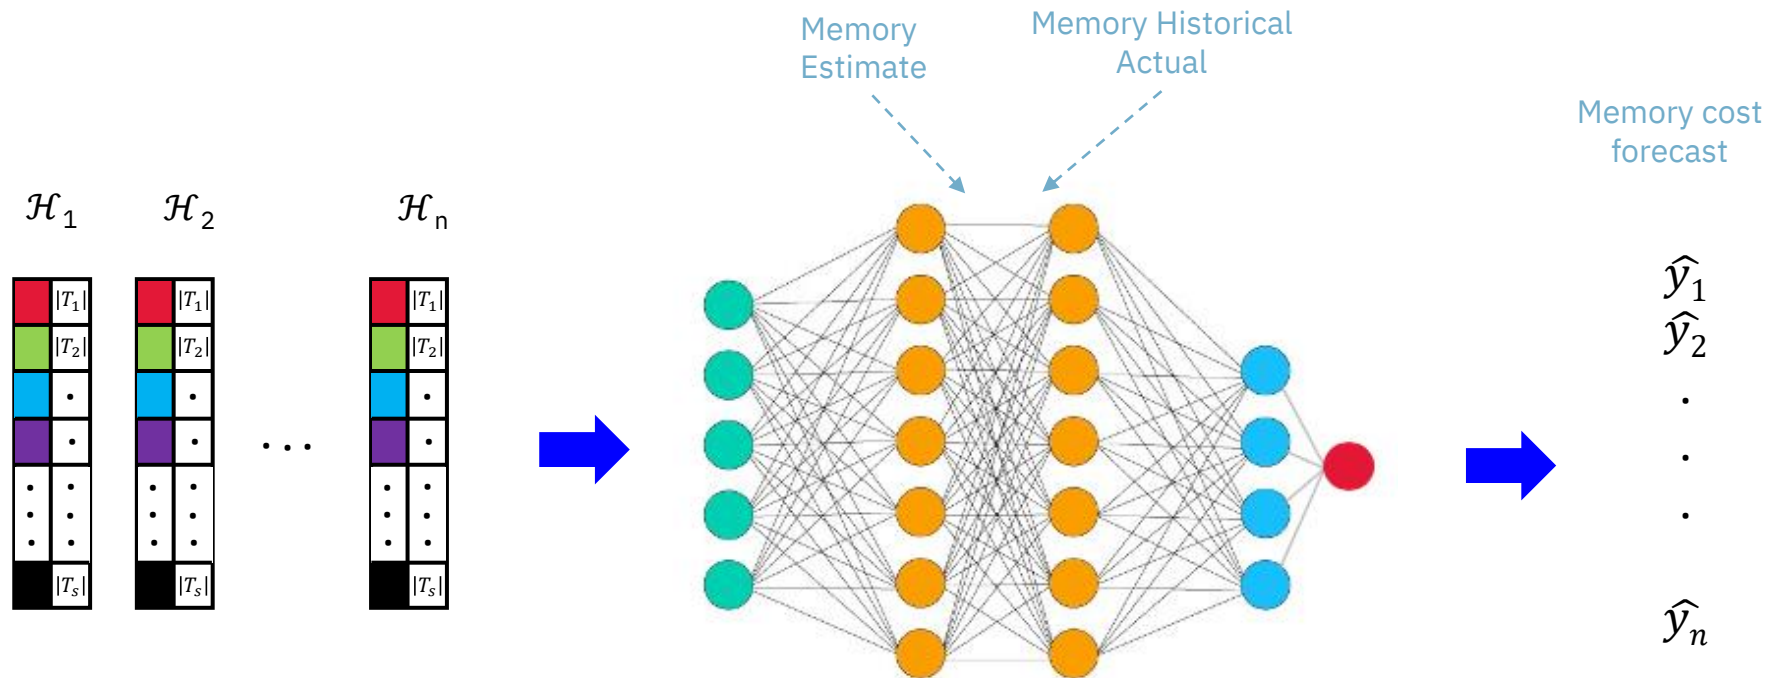 Memory
Estimate
Memory Historical
Actual
Memory cost
forecast
ℋ1 ℋ2 ℋn
|T1| |T1| |T1|
|T2| |T2| |T2|
. . .
|Ts| |Ts| |Ts|
ŷ1
ŷ2
.
.
.
ŷn